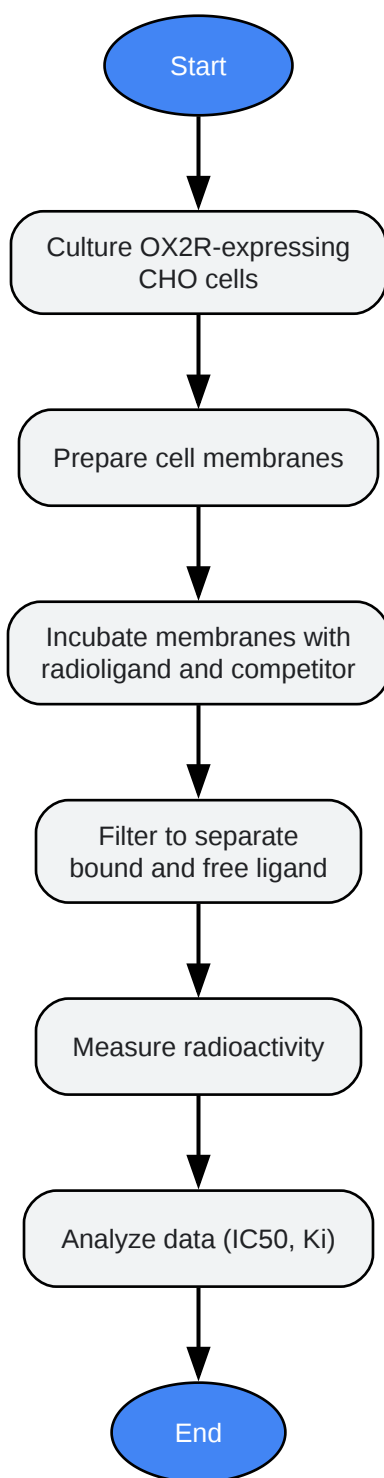 Start
Culture OX2R-expressing
CHO cells
Prepare cell membranes
Incubate membranes with
radioligand and competitor
Filter to separate
bound and free ligand
Measure radioactivity
Analyze data (IC50, Ki)
End